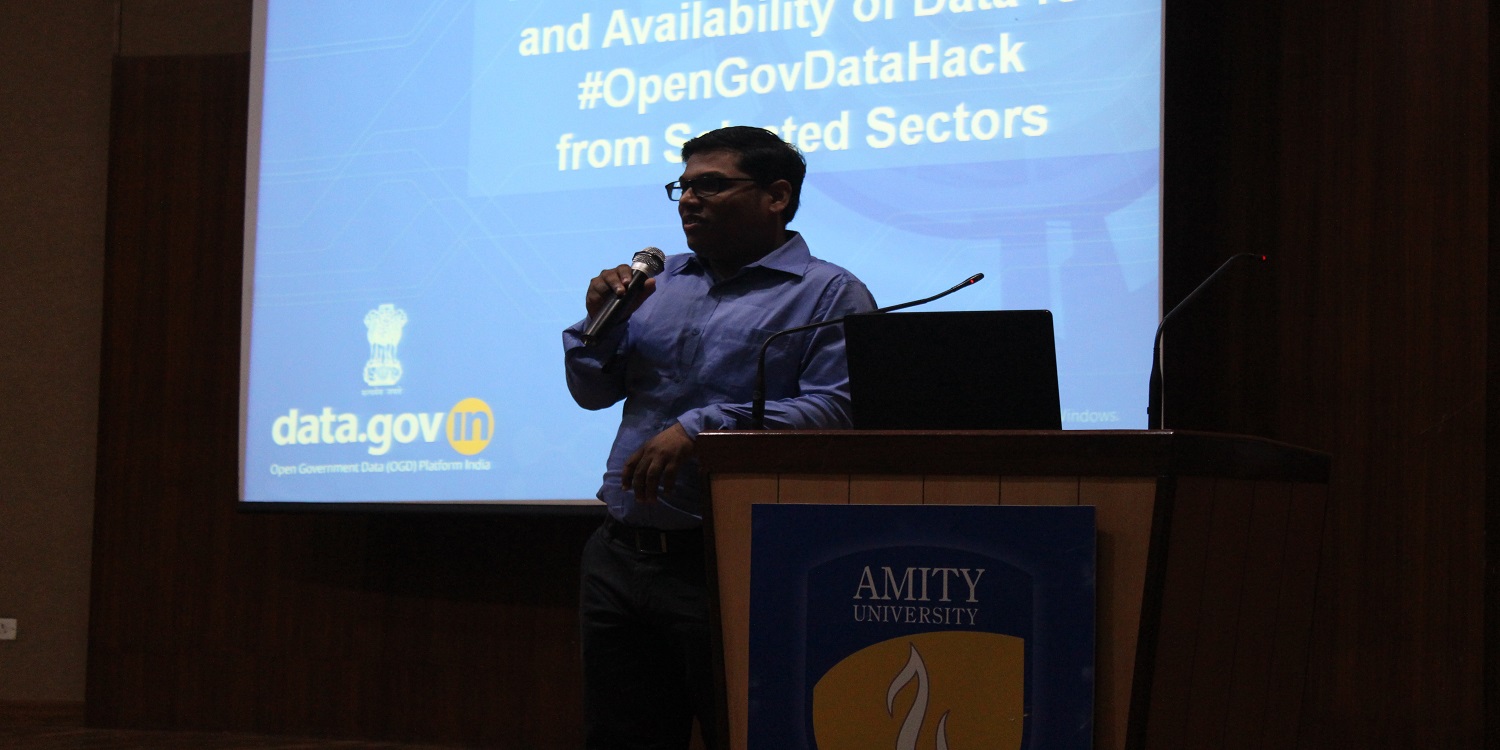 and Availability of Data
#OpenGovDataHack
from Selected Sectors
data.gov in
Open Government Data (OGD) Platform India
Windows.
AMITY
UNIVERSITY